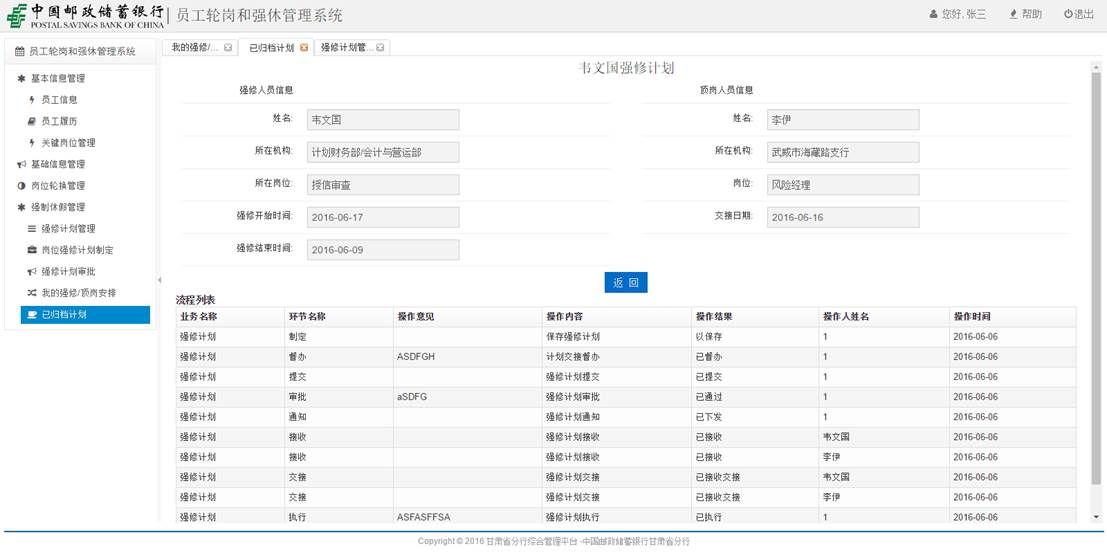 中国邮政储蓄银行 员工轮岗和强休管理系统 您好, 张三 帮助 退出
POSTAL SAVINGS BANK OF CHINA
员工轮岗和强休管理系统
基本信息管理
员工信息
员工履历
关键岗位管理
基础信息管理
岗位轮换管理
强制休假管理
强修计划管理
岗位强修计划制定
强修计划审批
我的强修/顶岗安排
已归档计划
我的强修/... 已归档计划 强修计划管...
韦文国强修计划
强修人员信息 顶岗人员信息
姓名: 韦文国 姓名: 李伊
所在机构: 计划财务部/会计与营运部 所在机构: 武威市海藏路支行
所在岗位: 授信审查 岗位: 风险经理
强修开始时间: 2016-06-17 交接日期: 2016-06-16
强修结束时间: 2016-06-09
返 回
流程列表
业务名称 环节名称 操作意见 操作内容 操作结果 操作人姓名 操作时间
强修计划 制定 保存强修计划 以保存 1 2016-06-06
强修计划 督办 ASDFGH 计划交接督办 已督办 1 2016-06-06
强修计划 提交 强修计划提交 已提交 1 2016-06-06
强修计划 审批 aSDFG 强修计划审批 已通过 1 2016-06-06
强修计划 通知 强修计划通知 已下发 1 2016-06-06
强修计划 接收 强修计划接收 已接收 韦文国 2016-06-06
强修计划 接收 强修计划接收 已接收 李伊 2016-06-06
强修计划 交接 强修计划交接 已接收交接 韦文国 2016-06-06
强修计划 交接 强修计划交接 已接收交接 李伊 2016-06-06
强修计划 执行 ASFASFFSA 强修计划执行 已执行 1 2016-06-06
Copyright © 2016 甘肃省分行综合管理平台 -中国邮政储蓄银行甘肃省分行